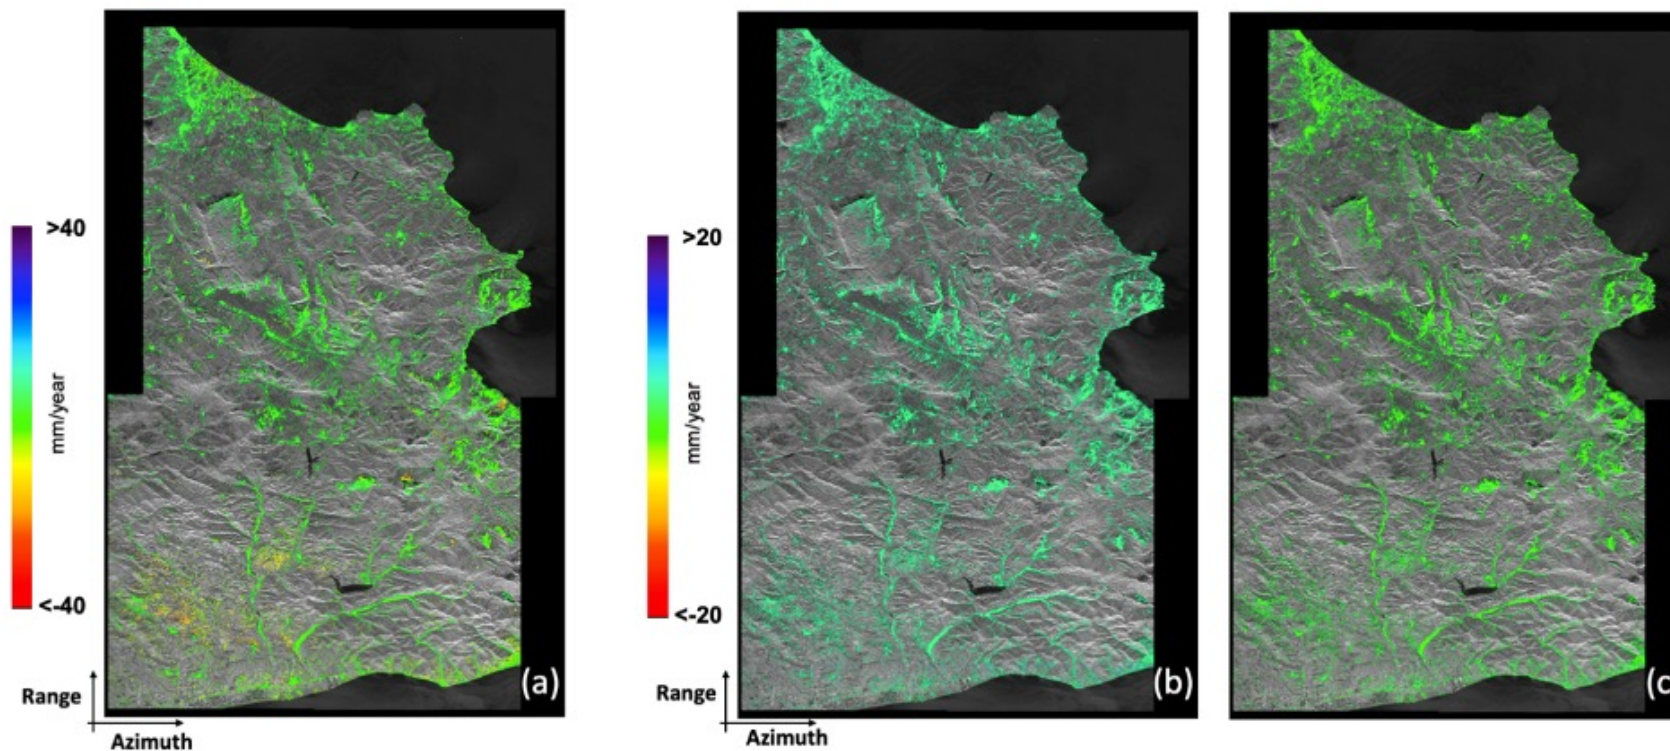 >40
mm/year
<-40
Range
Azimuth
(a)
>20
mm/year
<-20
Range
Azimuth
(b)
(c